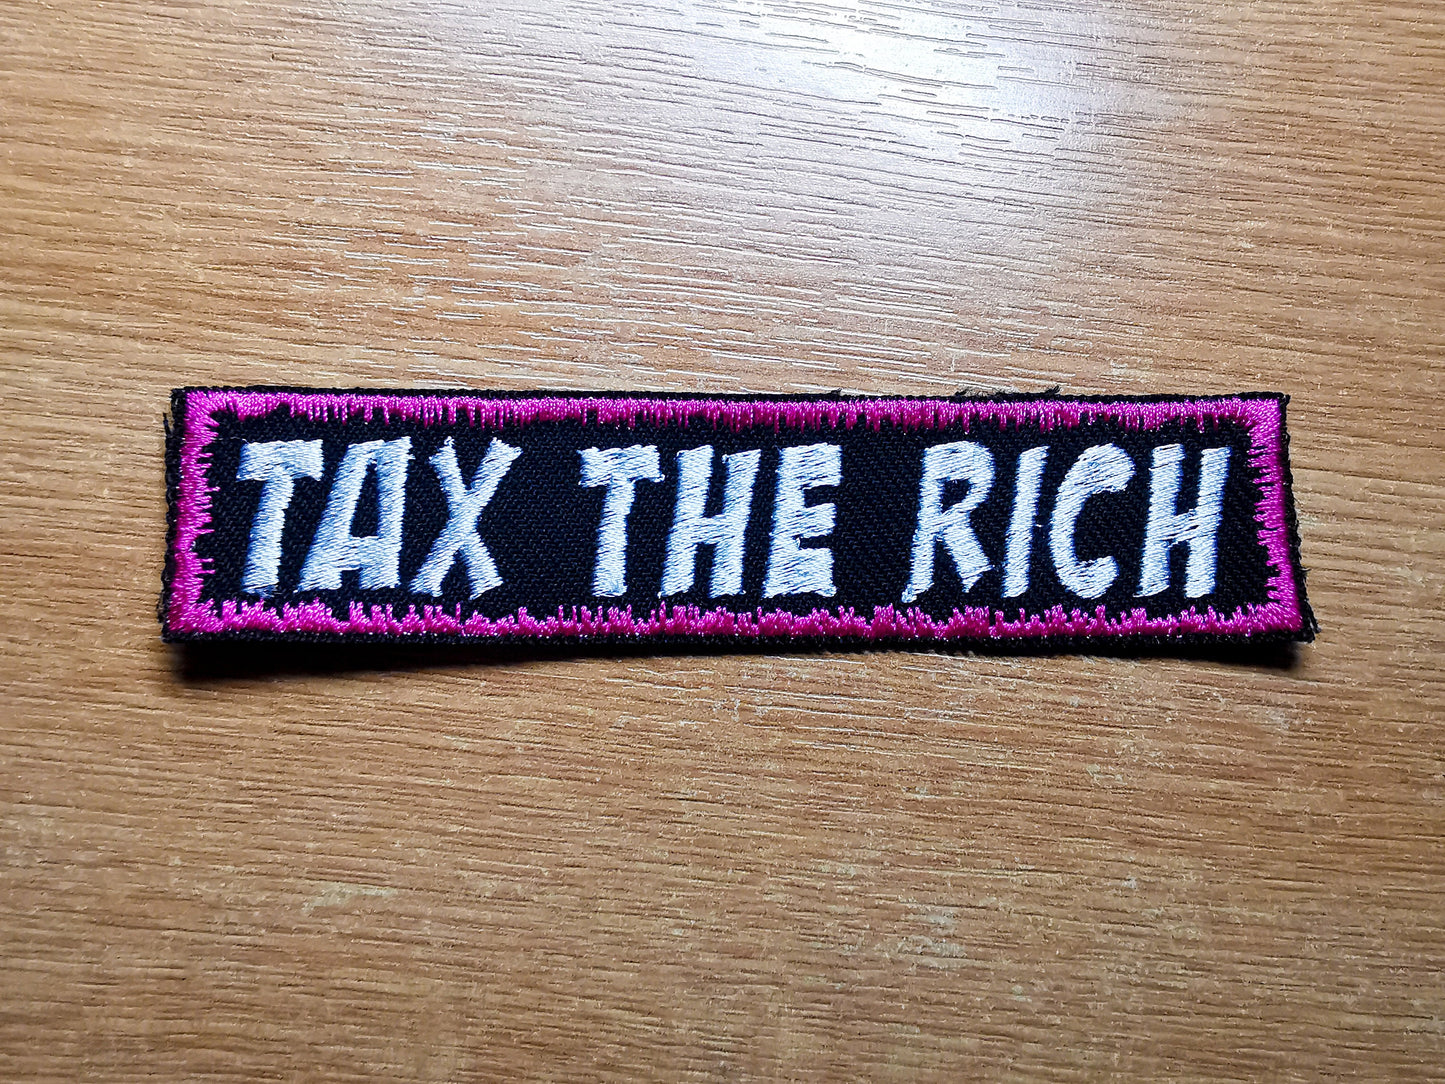 TAX THE RICH